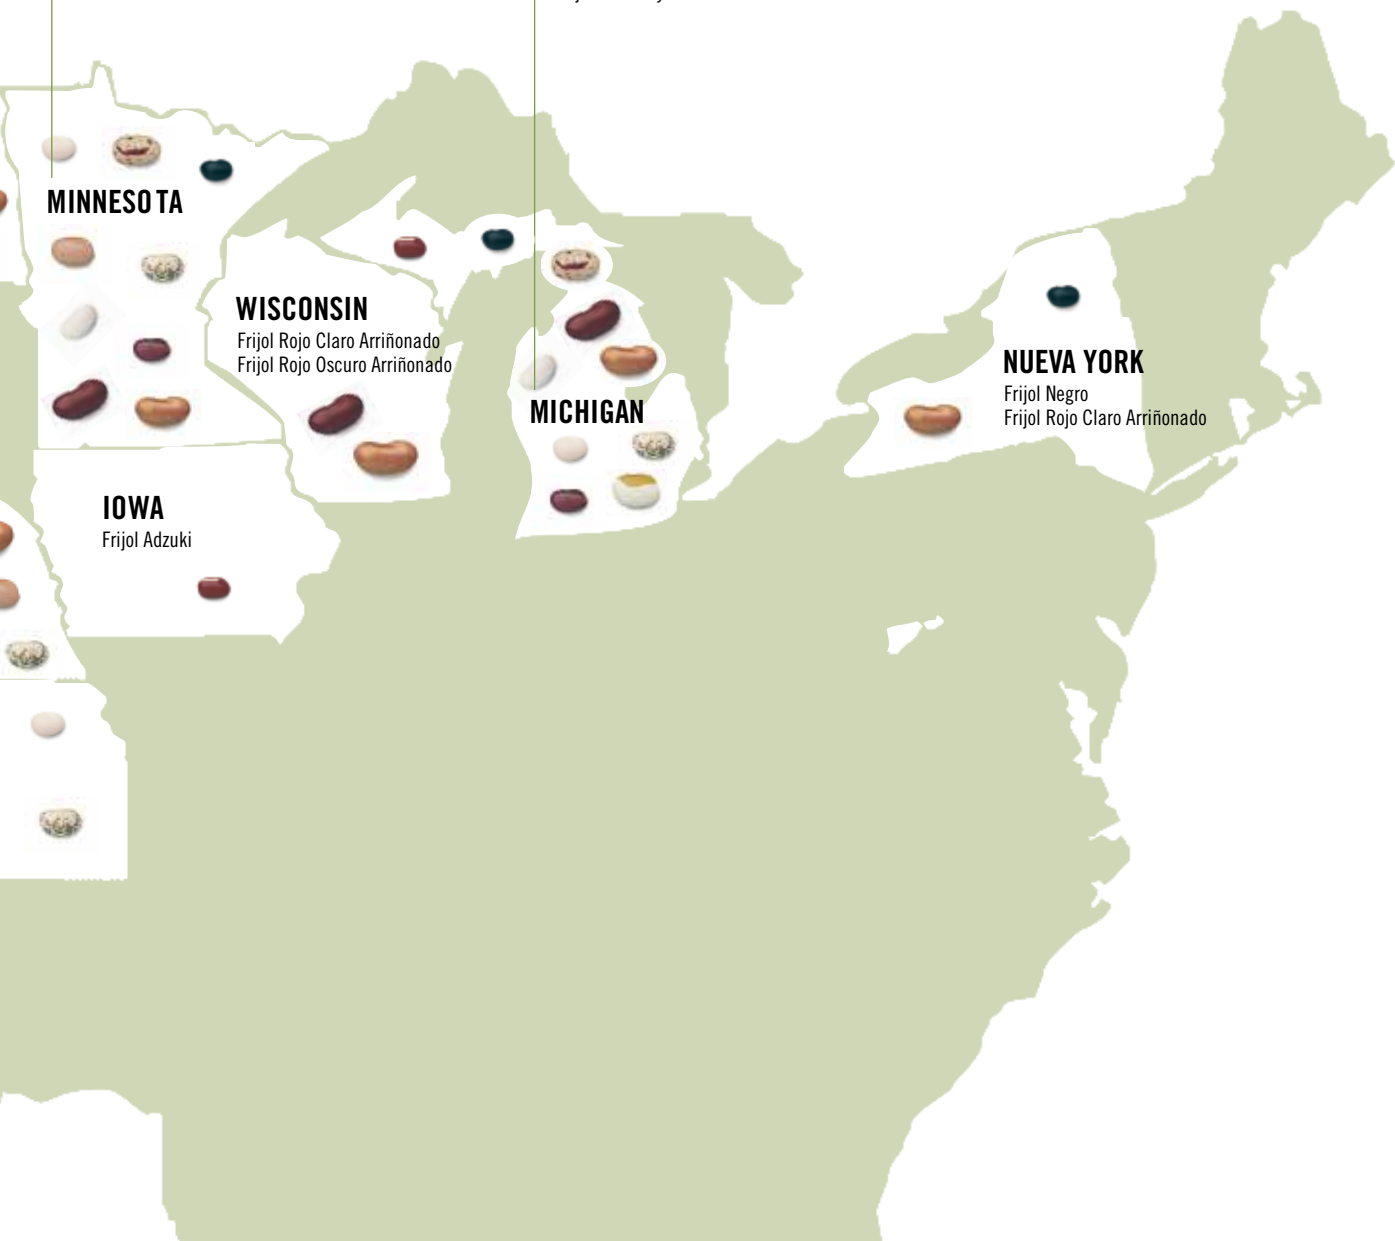 MINNESOTA
WISCONSIN
Frijol Rojo Claro Arriñonado
Frijol Rojo Oscuro Arriñonado
NUEVA YORK
Frijol Negro
Frijol Rojo Claro Arriñonado
MICHIGAN
IOWA
Frijol Adzuki